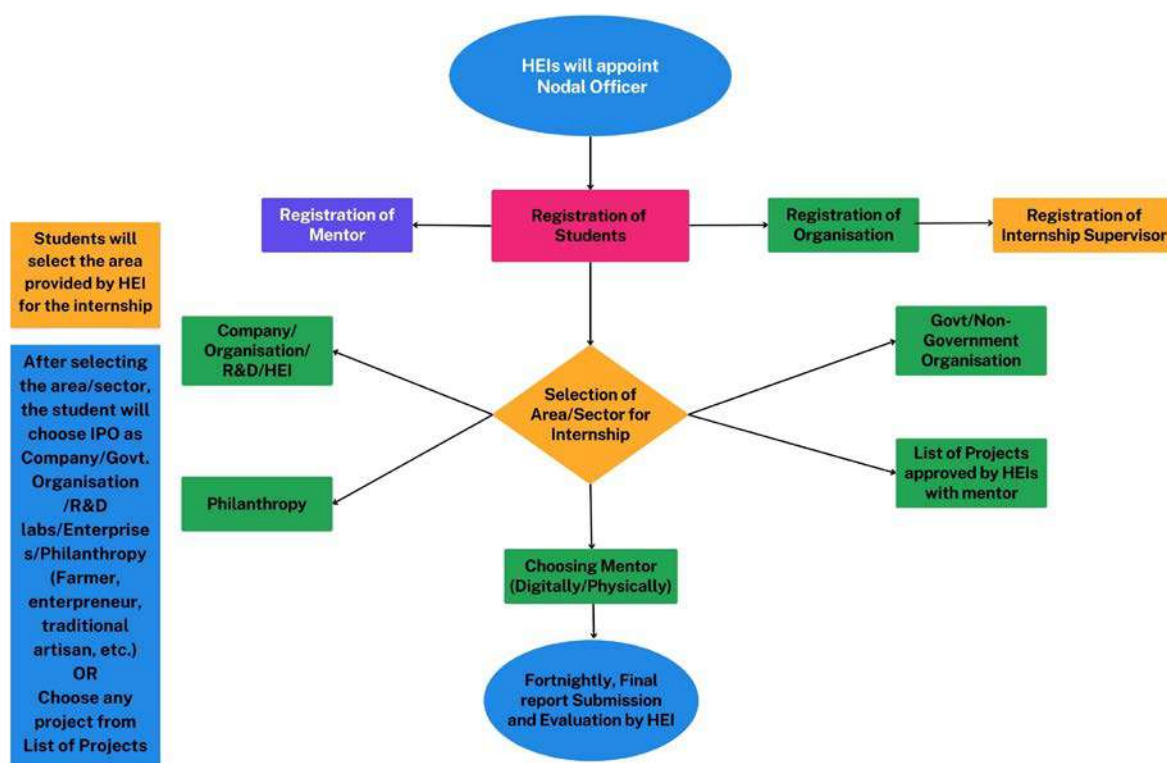 HEIs will appoint
Nodal Officer
Registration of
Mentor
Registration of
Students
Registration of
Organisation
Registration of
Internship Supervisor
Students will
select the area
provided by HEI
for the internship
Company/
Organisation/
R&D/HEI
Govt/Non-
Government
Organisation
After selecting
the area/sector,
the student will
choose IPO as
Company/Govt.
Organisation
/R&D
labs/Enterprise
s/Philanthropy
(Farmer,
enterpreneur,
traditional
artisan, etc.)
OR
Choose any
project from
List of Projects
Selection of
Area/Sector for
Internship
Philanthropy
List of Projects
approved by HEIs
with mentor
Choosing Mentor
(Digitally/Physically)
Fortnightly, Final
report Submission
and Evaluation by HEI